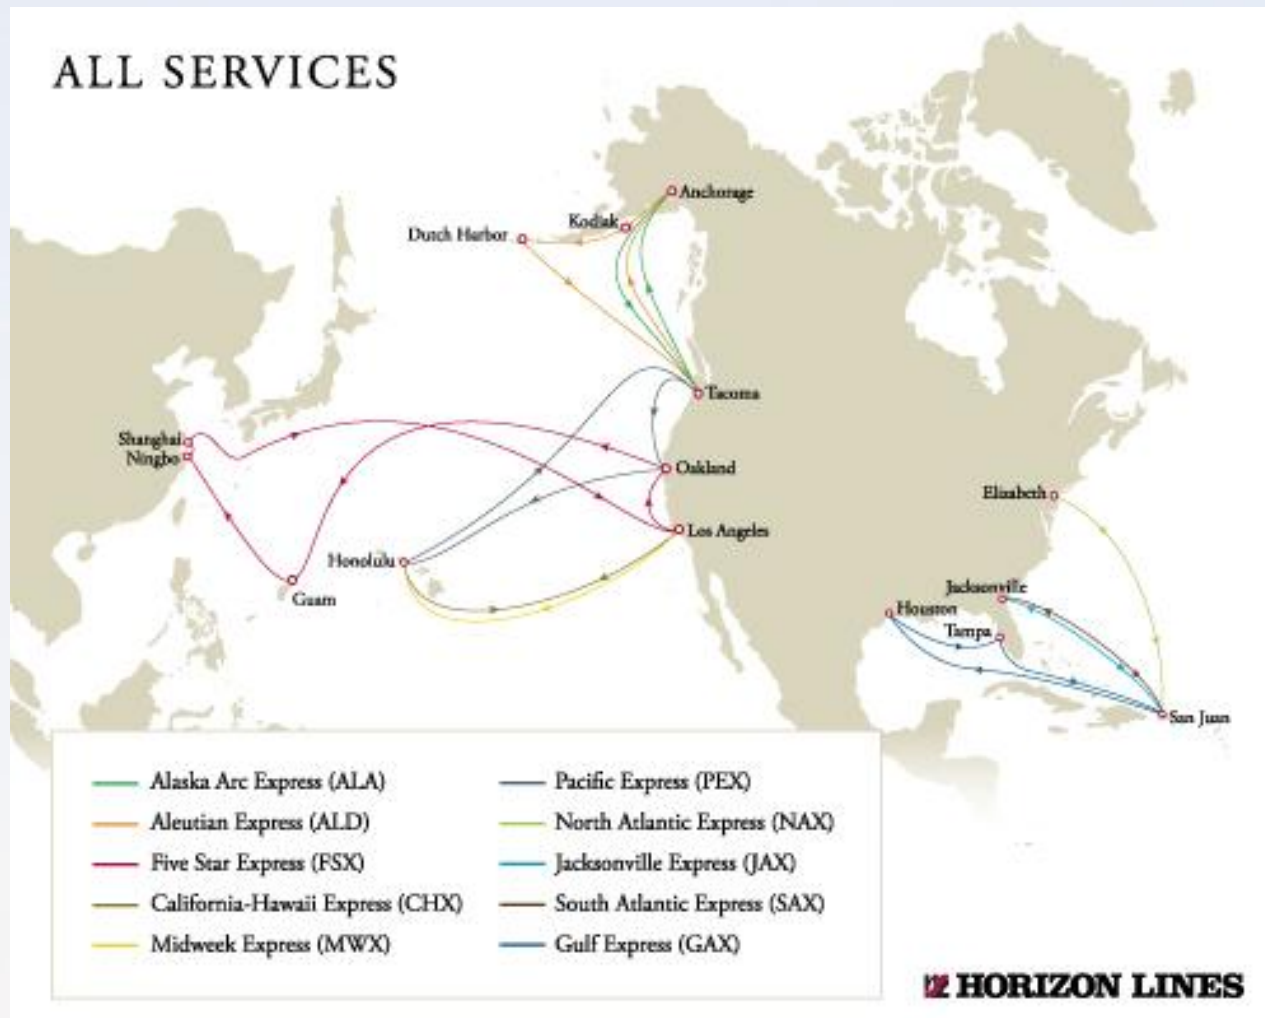 ALL SERVICES
Anchorage
Kodiak
Dutch Harbor
Tacoma
Shanghai
Ningbo
Oakland
Elizabeth
Los Angeles
Honolulu
Guam
Jacksonville
Houston
Tampa
San Juan
Alaska Arc Express (ALA)
Aleutian Express (ALD)
Five Star Express (FSX)
California-Hawaii Express (CHX)
Midweek Express (MWX)
Pacific Express (PEX)
North Atlantic Express (NAX)
Jacksonville Express (JAX)
South Atlantic Express (SAX)
Gulf Express (GAX)
HORIZON LINES